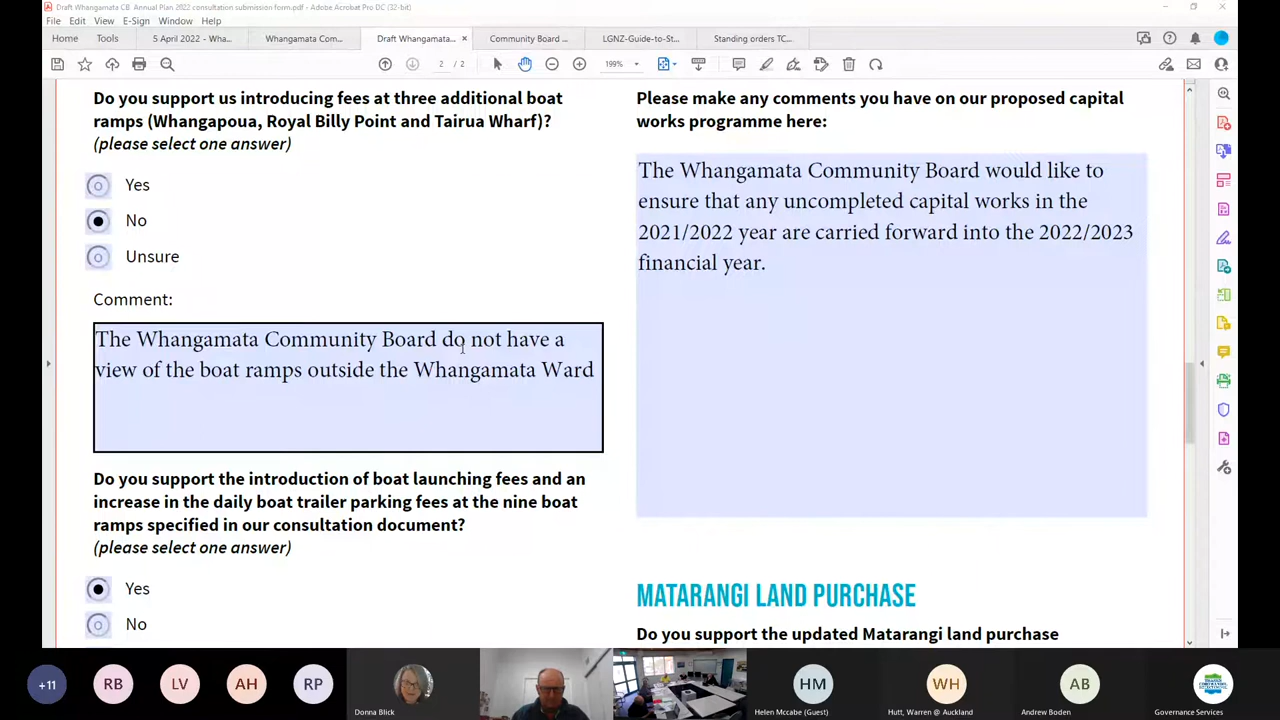 Draft Whangamata CB Annual Plan 2022 consultation submission form.pdf - Adobe Acrobat Pro DC (32-bit)
File Edit View E-Sign Window Help
Home Tools 5 April 2022 - Wha... Whangamata Com... Draft Whangamata... × Community Board ... LGNZ-Guide-to-St... Standing orders TC...
2 / 2 199%
Do you support us introducing fees at three additional boat
ramps (Whangapoua, Royal Billy Point and Tairua Wharf)?
(please select one answer)
Yes
No
Unsure
Comment:
The Whangamata Community Board do not have a
view of the boat ramps outside the Whangamata Ward
Do you support the introduction of boat launching fees and an
increase in the daily boat trailer parking fees at the nine boat
ramps specified in our consultation document?
(please select one answer)
Yes
No
Please make any comments you have on our proposed capital
works programme here:
The Whangamata Community Board would like to
ensure that any uncompleted capital works in the
2021/2022 year are carried forward into the 2022/2023
financial year.
MATARANGI LAND PURCHASE
Do you support the updated Matarangi land purchase
+11 RB LV AH RP HM WH AB
Donna Blick Helen Mccabe (Guest) Hutt, Warren @ Auckland Andrew Boden Governance Services